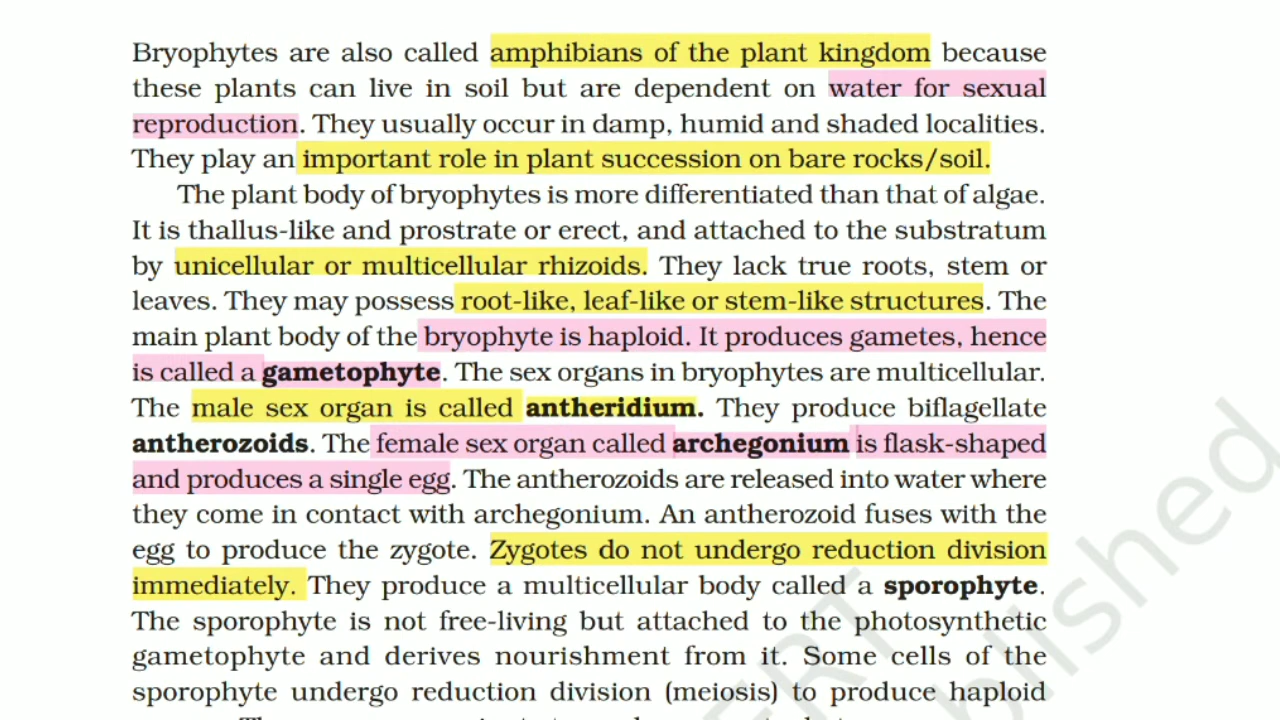 Bryophytes are also called amphibians of the plant kingdom because
these plants can live in soil but are dependent on water for sexual
reproduction. They usually occur in damp, humid and shaded localities.
They play an important role in plant succession on bare rocks/soil.
The plant body of bryophytes is more differentiated than that of algae.
It is thallus-like and prostrate or erect, and attached to the substratum
by unicellular or multicellular rhizoids. They lack true roots, stem or
leaves. They may possess root-like, leaf-like or stem-like structures. The
main plant body of the bryophyte is haploid. It produces gametes, hence
is called a gametophyte. The sex organs in bryophytes are multicellular.
The male sex organ is called antheridium. They produce biflagellate
antherozoids. The female sex organ called archegonium is flask-shaped
and produces a single egg. The antherozoids are released into water where
they come in contact with archegonium. An antherozoid fuses with the
egg to produce the zygote. Zygotes do not undergo reduction division
immediately. They produce a multicellular body called a sporophyte.
The sporophyte is not free-living but attached to the photosynthetic
gametophyte and derives nourishment from it. Some cells of the
sporophyte undergo reduction division (meiosis) to produce haploid